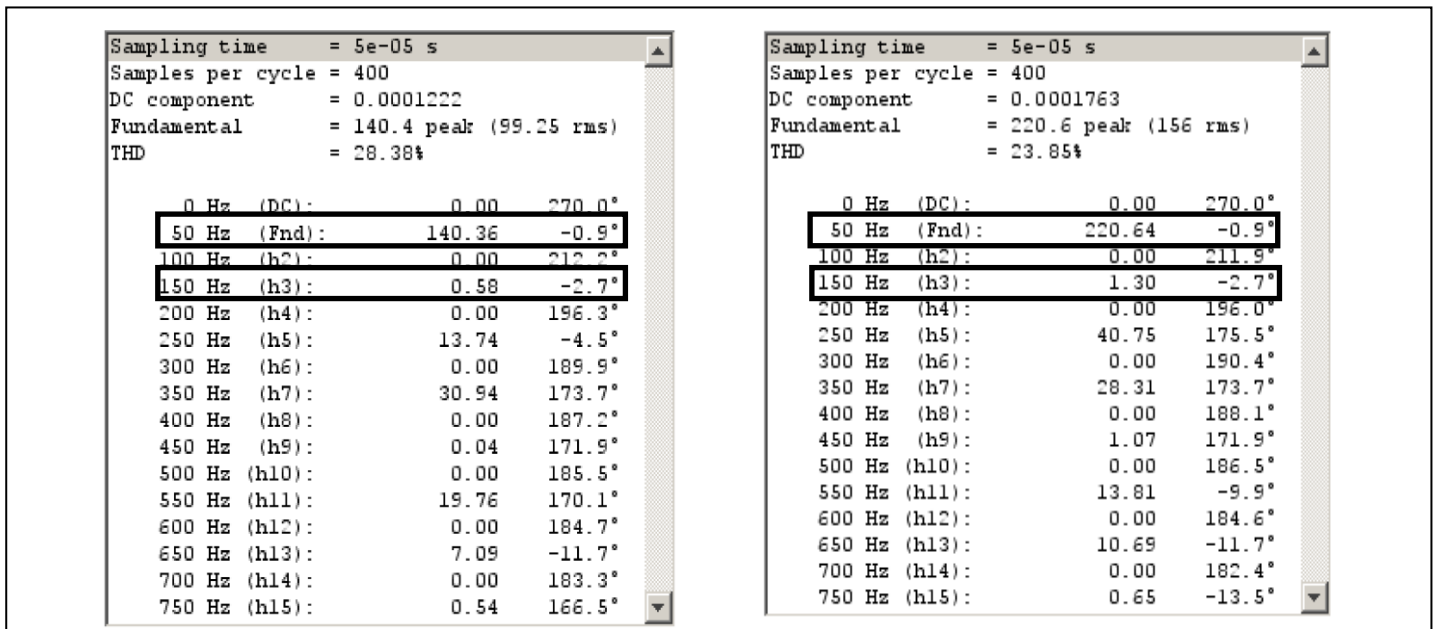 Sampling time = 5e-05 s
Samples per cycle = 400
DC component = 0.0001222
Fundamental = 140.4 peak (99.25 rms)
THD = 28.38%
0 Hz (DC): 0.00 270.0°
50 Hz (Fnd): 140.36 -0.9°
100 Hz (h2): 0.00 212.2°
150 Hz (h3): 0.58 -2.7°
200 Hz (h4): 0.00 196.3°
250 Hz (h5): 13.74 -4.5°
300 Hz (h6): 0.00 189.9°
350 Hz (h7): 30.94 173.7°
400 Hz (h8): 0.00 187.2°
450 Hz (h9): 0.04 171.9°
500 Hz (h10): 0.00 185.5°
550 Hz (h11): 19.76 170.1°
600 Hz (h12): 0.00 184.7°
650 Hz (h13): 7.09 -11.7°
700 Hz (h14): 0.00 183.3°
750 Hz (h15): 0.54 166.5°
Sampling time = 5e-05 s
Samples per cycle = 400
DC component = 0.0001763
Fundamental = 220.6 peak (156 rms)
THD = 23.85%
0 Hz (DC): 0.00 270.0°
50 Hz (Fnd): 220.64 -0.9°
100 Hz (h2): 0.00 211.9°
150 Hz (h3): 1.30 -2.7°
200 Hz (h4): 0.00 196.0°
250 Hz (h5): 40.75 175.5°
300 Hz (h6): 0.00 190.4°
350 Hz (h7): 28.31 173.7°
400 Hz (h8): 0.00 188.1°
450 Hz (h9): 1.07 171.9°
500 Hz (h10): 0.00 186.5°
550 Hz (h11): 13.81 -9.9°
600 Hz (h12): 0.00 184.6°
650 Hz (h13): 10.69 -11.7°
700 Hz (h14): 0.00 182.4°
750 Hz (h15): 0.65 -13.5°